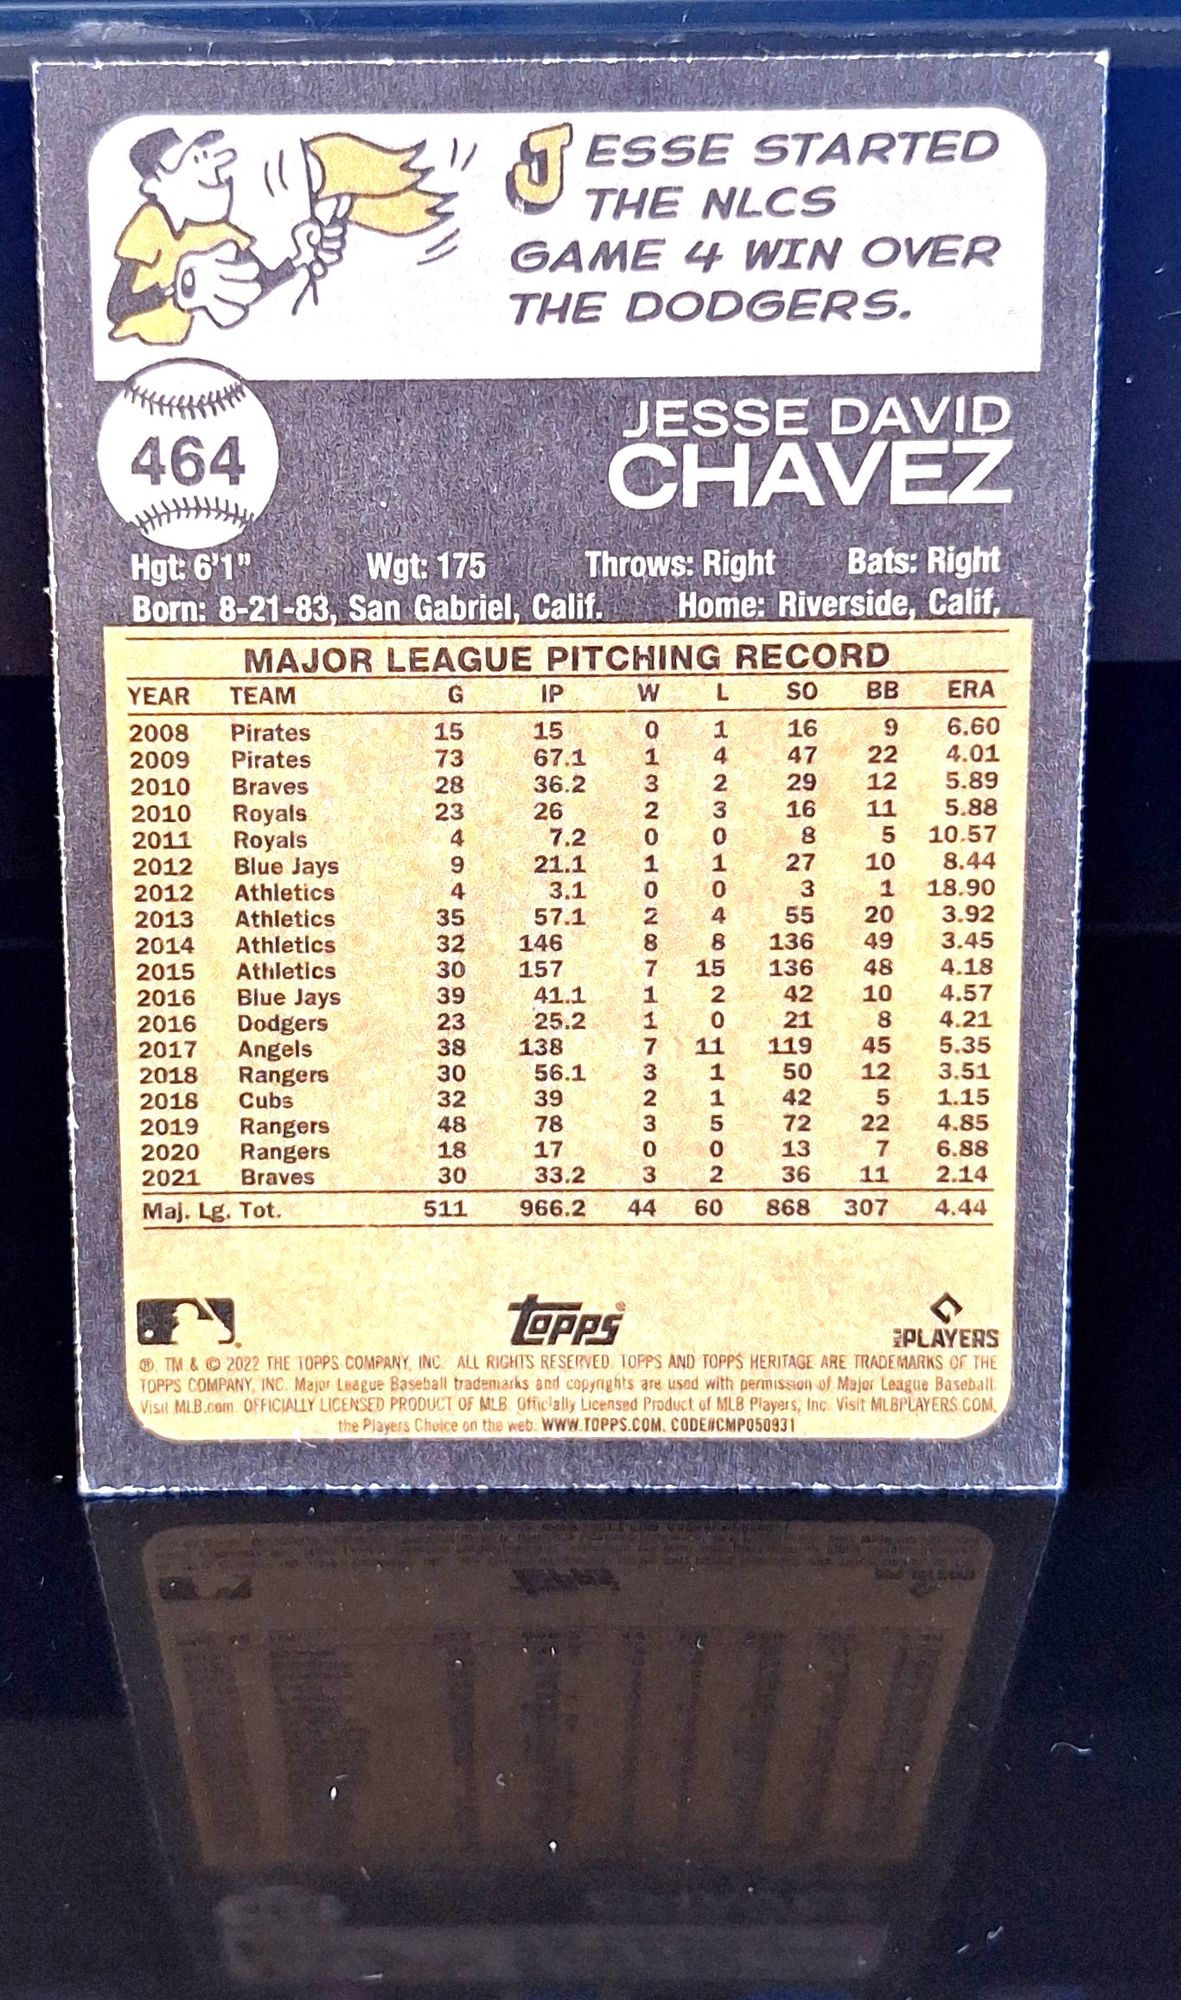 JESSE STARTED
THE NLCS
GAME 4 WIN OVER
THE DODGERS.
464
JESSE DAVID
CHAVEZ
Hgt: 6'1" Wgt: 175 Throws: Right Bats: Right
Born: 8-21-83, San Gabriel, Calif. Home: Riverside, Calif.
MAJOR LEAGUE PITCHING RECORD
YEAR TEAM G IP W L SO BB ERA
2008 Pirates 15 15 0 1 16 9 6.60
2009 Pirates 73 67.1 1 4 47 22 4.01
2010 Braves 28 36.2 3 2 29 12 5.89
2010 Royals 23 26 2 3 16 11 5.88
2011 Royals 4 7.2 0 0 8 5 10.57
2012 Blue Jays 9 21.1 1 1 27 10 8.44
2012 Athletics 4 3.1 0 0 3 1 18.90
2013 Athletics 35 57.1 2 4 55 20 3.92
2014 Athletics 32 146 8 8 136 49 3.45
2015 Athletics 30 157 7 15 136 48 4.18
2016 Blue Jays 39 41.1 1 2 42 10 4.57
2016 Dodgers 23 25.2 1 0 21 8 4.21
2017 Angels 38 138 7 11 119 45 5.35
2018 Rangers 30 56.1 3 1 50 12 3.51
2018 Cubs 32 39 2 1 42 5 1.15
2019 Rangers 48 78 3 5 72 22 4.85
2020 Rangers 18 17 0 0 13 7 6.88
2021 Braves 30 33.2 3 2 36 11 2.14
Maj. Lg. Tot. 511 966.2 44 60 868 307 4.44
topps® MLB PLAYERS
®, TM & © 2022 THE TOPPS COMPANY, INC. ALL RIGHTS RESERVED. TOPPS AND TOPPS HERITAGE ARE TRADEMARKS OF THE
TOPPS COMPANY, INC. Major League Baseball trademarks and copyrights are used with permission of Major League Baseball.
Visit MLB.com. OFFICIALLY LICENSED PRODUCT OF MLB Officially Licensed Product of MLB Players, Inc. Visit MLBPLAYERS.COM,
the Players Choice on the web. WWW.TOPPS.COM. CODE#CMP050931